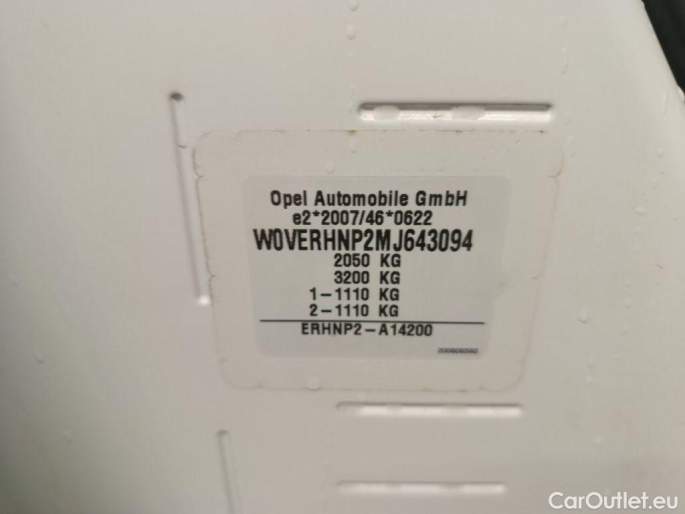 Opel Automobile GmbH
e2*2007/46*0622
W0VERHNP2MJ643094
2050 KG
3200 KG
1-1110 KG
2-1110 KG
ERHNP2-A14200
CarOutlet.eu